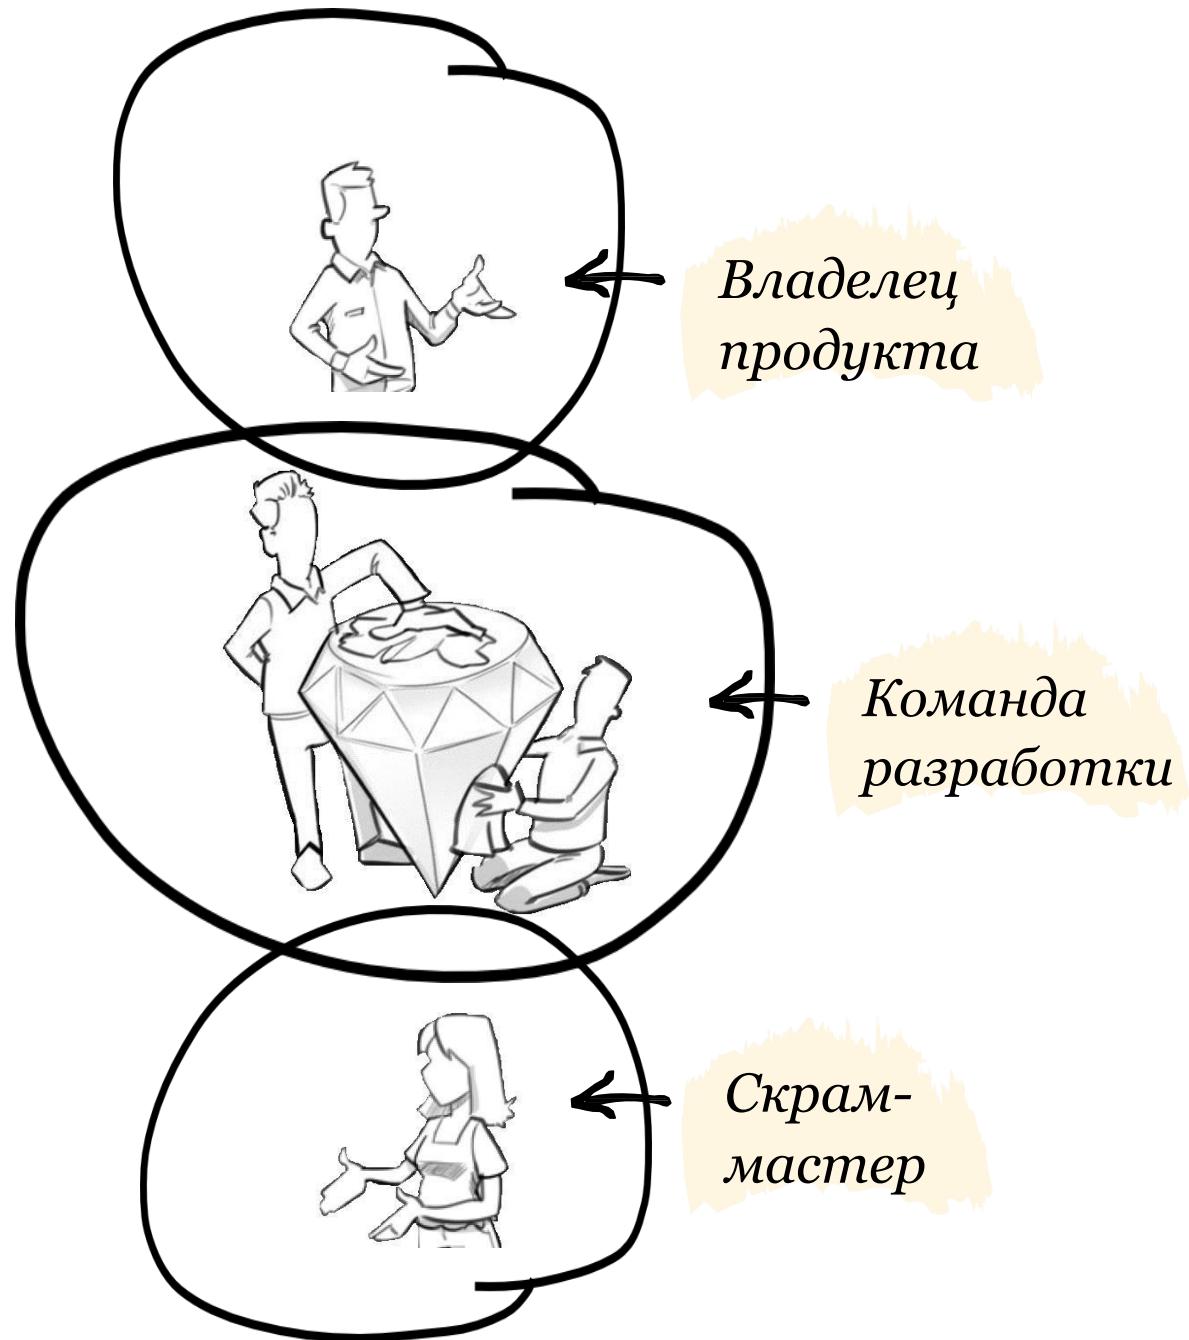 Владелец
продукта
Команда
разработки
Скрам-
мастер